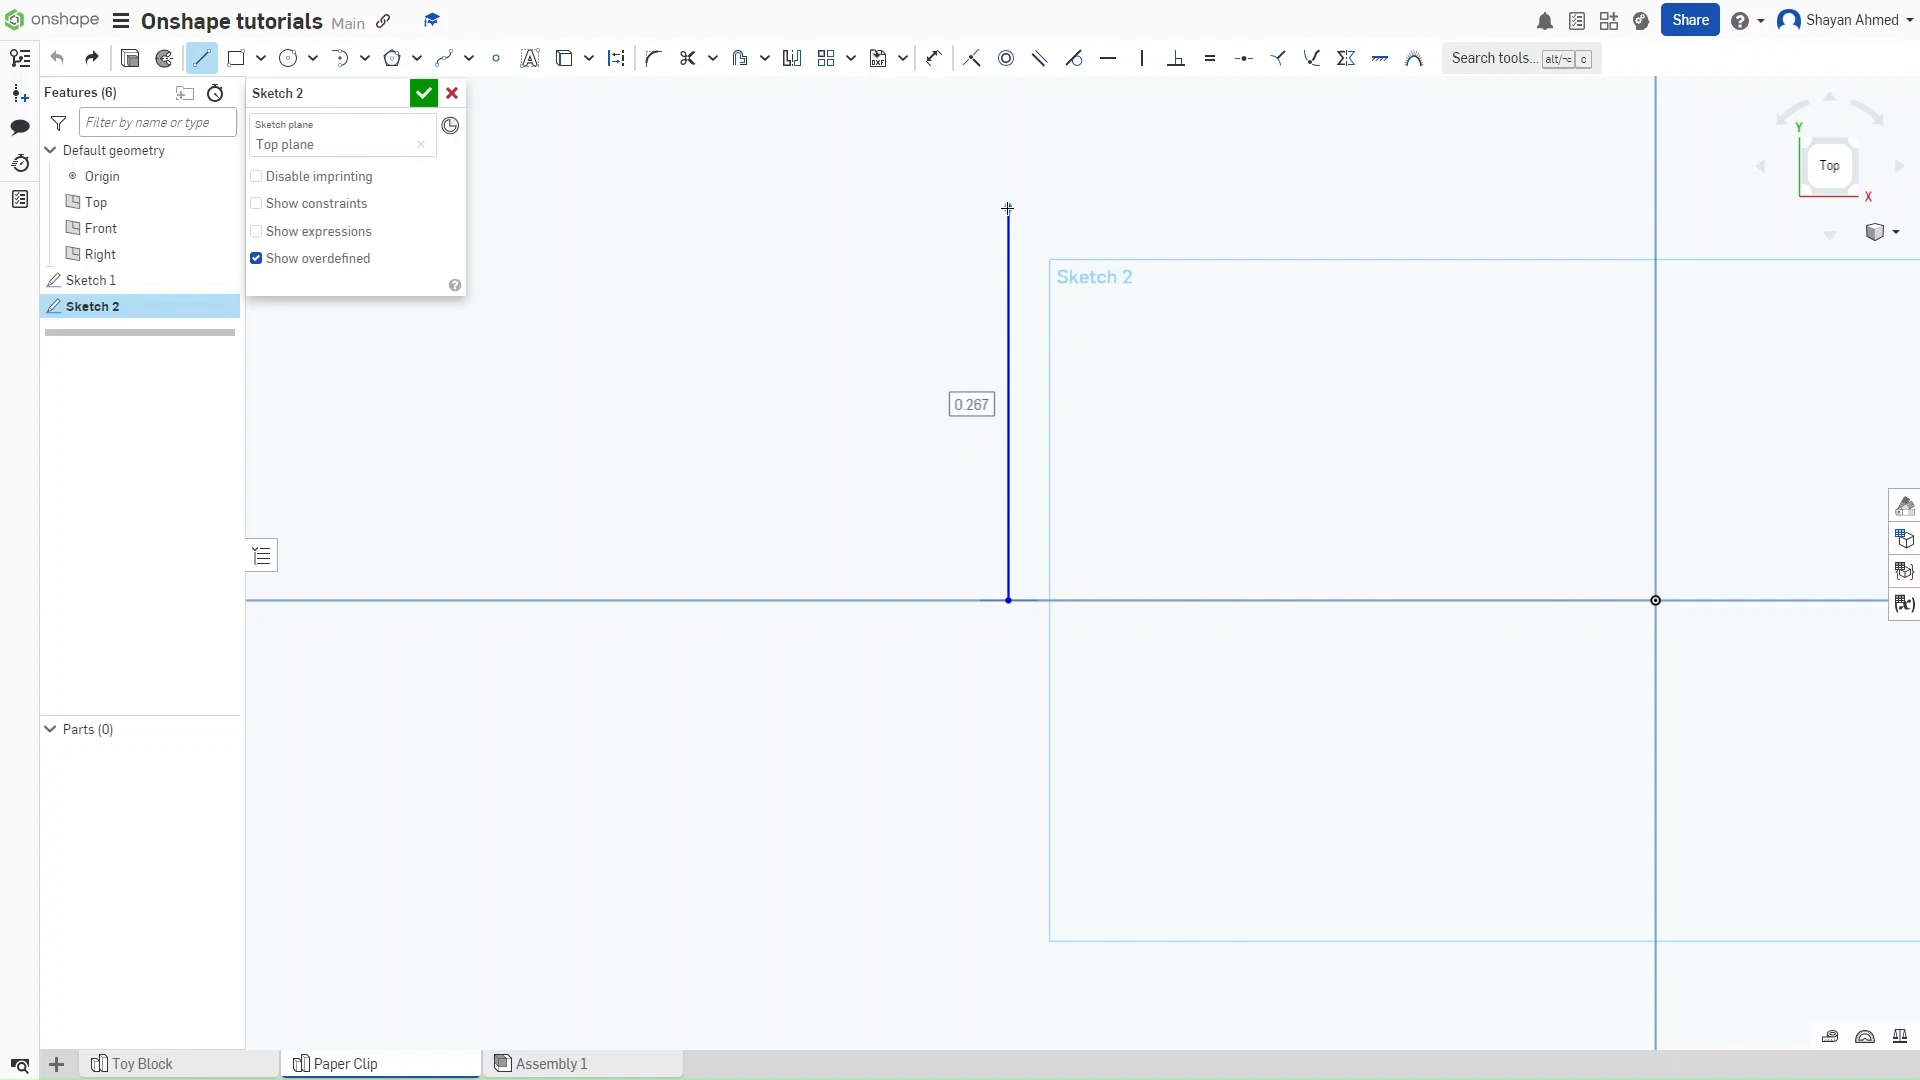 onshape Onshape tutorials Main Share Shayan Ahmed
Search tools... alt/⌥ c
Features (6)
Filter by name or type
Default geometry
Origin
Top
Front
Right
Sketch 1
Sketch 2
Parts (0)
Sketch 2
Sketch plane
Top plane
Disable imprinting
Show constraints
Show expressions
Show overdefined
0.267
Sketch 2
Y
Top
X
Toy Block Paper Clip Assembly 1